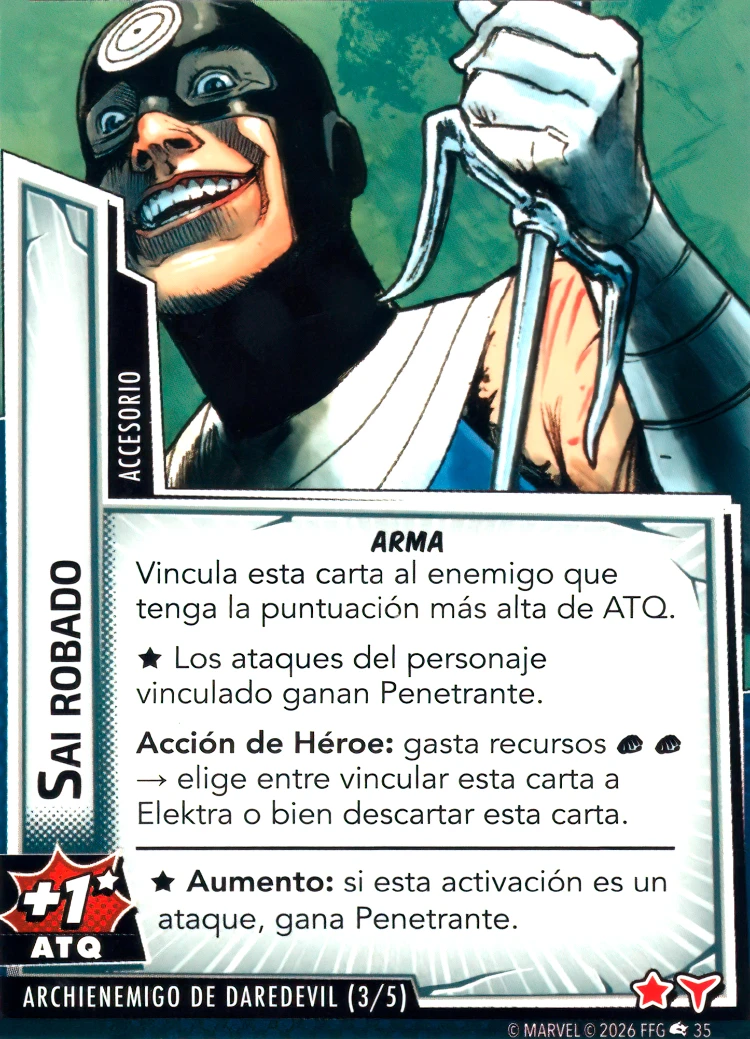 ACCESORIO
SAI ROBADO
ARMA
Vincula esta carta al enemigo que
tenga la puntuación más alta de ATQ.
★ Los ataques del personaje
vinculado ganan Penetrante.
Acción de Héroe: gasta recursos
→ elige entre vincular esta carta a
Elektra o bien descartar esta carta.
★ Aumento: si esta activación es un
ataque, gana Penetrante.
+1★
ATQ
ARCHIENEMIGO DE DAREDEVIL (3/5)
© MARVEL © 2026 FFG 35